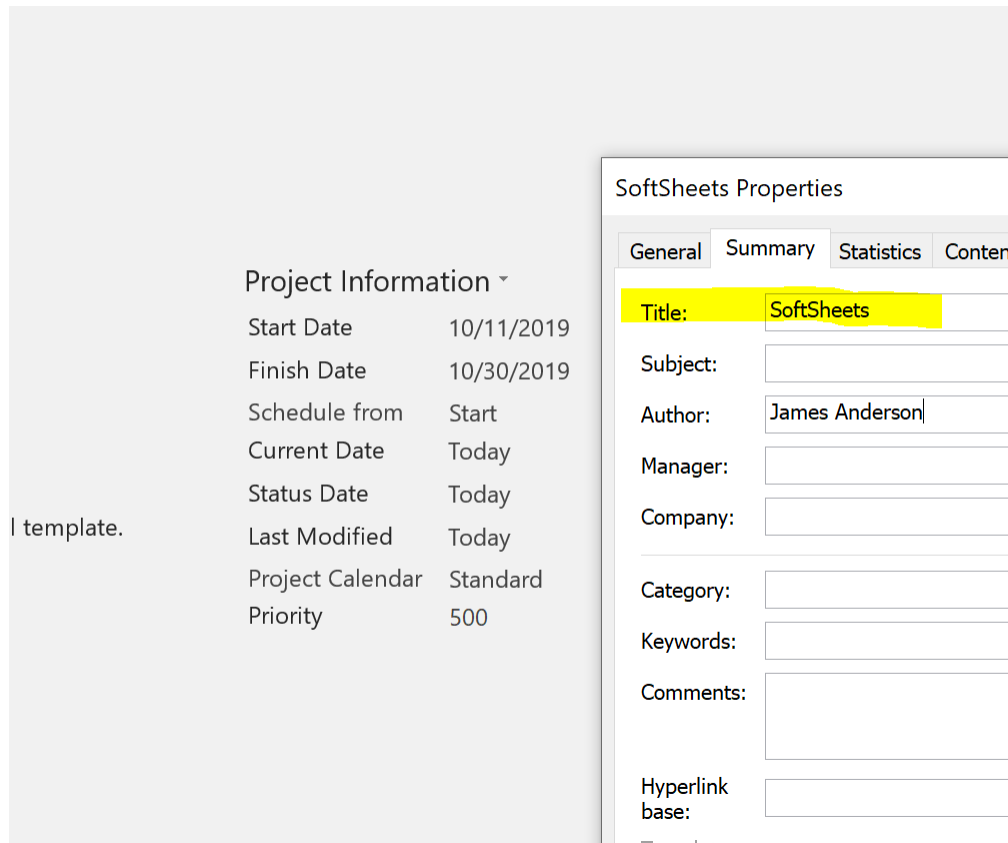 SoftSheets Properties
General Summary Statistics
Project Information
Title: SoftSheets
Start Date 10/11/2019
Subject:
Finish Date 10/30/2019
Schedule from Start
Author: James Anderson
Current Date Today
Manager:
Status Date Today
Company:
l template.
Last Modified Today
Project Calendar Standard
Category:
Priority 500
Keywords:
Comments:
Hyperlink
base: